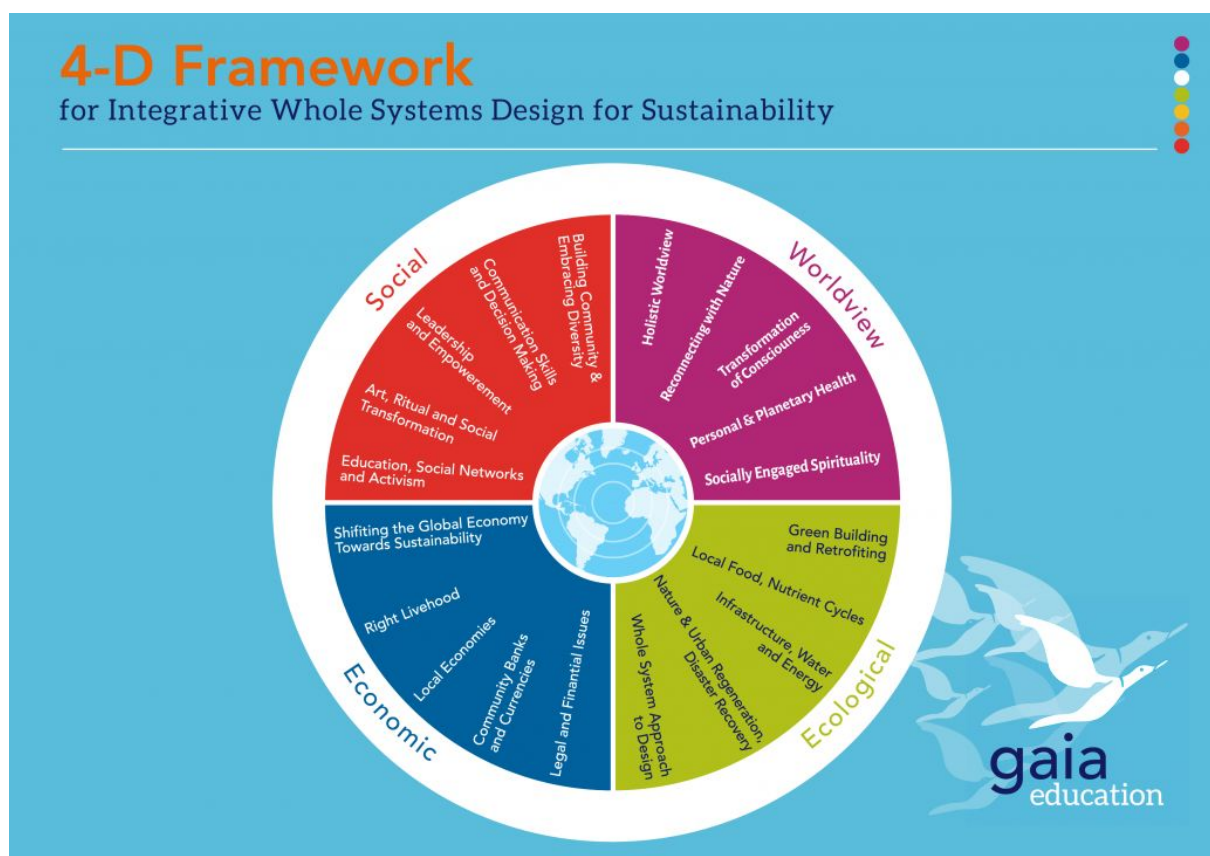 4-D Framework
for Integrative Whole Systems Design for Sustainability
Social
Building Community &
Embracing Diversity
Communication Skills
and Decision Making
Leadership
and Empowerement
Art, Ritual and Social
Transformation
Education, Social Networks
and Activism
Worldview
Holistic Worldview
Reconnecting with Nature
Transformation
of Consciouness
Personal & Planetary Health
Socially Engaged Spirituality
Economic
Shifiting the Global Economy
Towards Sustainability
Right Livehood
Local Economies
Community Banks
and Currencies
Legal and Finantial Issues
Ecological
Green Building
and Retrofiting
Local Food, Nutrient Cycles
Infrastructure, Water
and Energy
Nature & Urban Regeneration,
Disaster Recovery
Whole System Approach
to Design
gaia
education